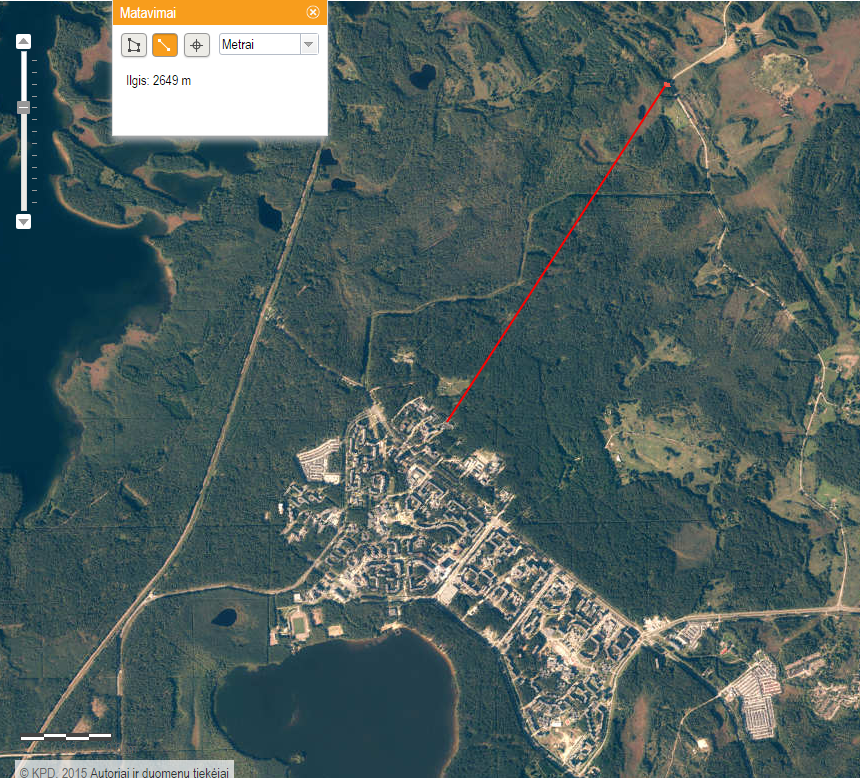 Matavimai
Metrai
Ilgis: 2649 m
© KPD, 2015 Autoriai ir duomenų tiekėjai